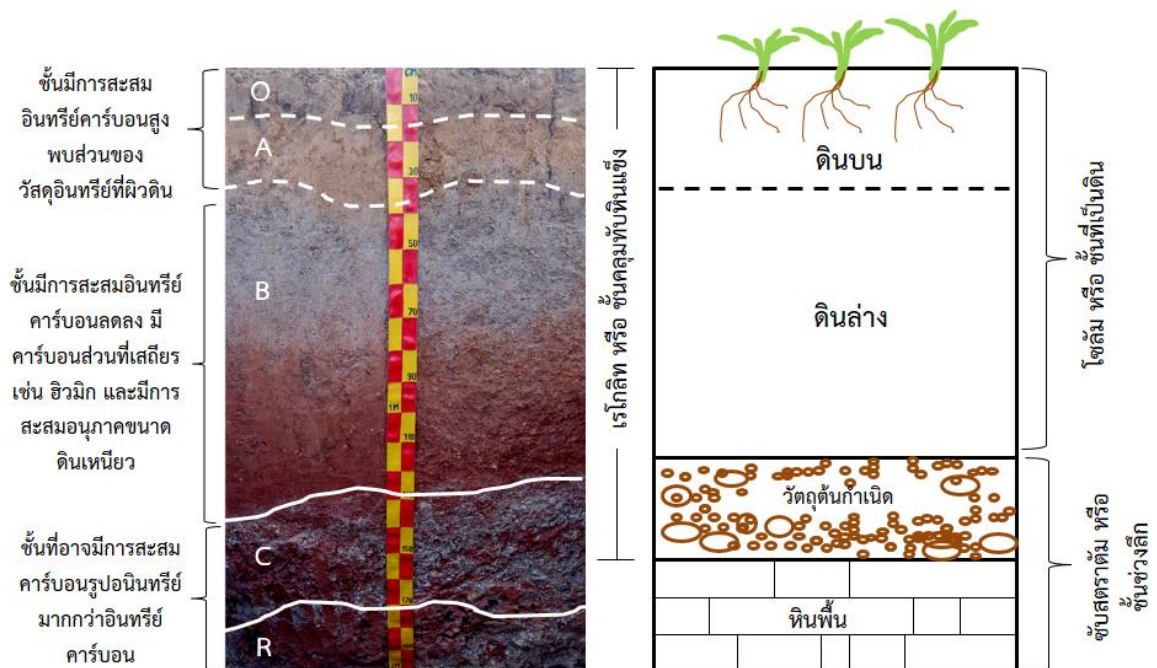 ชั้นมีการสะสม
อินทรีย์คาร์บอนสูง
พบส่วนของ
วัสดุอินทรีย์ที่ผิวดิน
ชั้นมีการสะสมอินทรีย์
คาร์บอนลดลง มี
คาร์บอนส่วนที่เสถียร
เช่น ฮิวมิก และมีการ
สะสมอนุภาคขนาด
ดินเหนียว
ชั้นที่อาจมีการสะสม
คาร์บอนรูปอนินทรีย์
มากกว่าอินทรีย์
คาร์บอน
O
A
B
C
R
CM
10
30
50
70
90
1M
110
150
170
เรโกลิท หรือ ชั้นคลุมทับหินแข็ง
ดินบน
ดินล่าง
วัตถุต้นกำเนิด
หินพื้น
โซลัม หรือ ชั้นที่เป็นดิน
ซับสตราตัม หรือ
ชั้นช่วงลึก